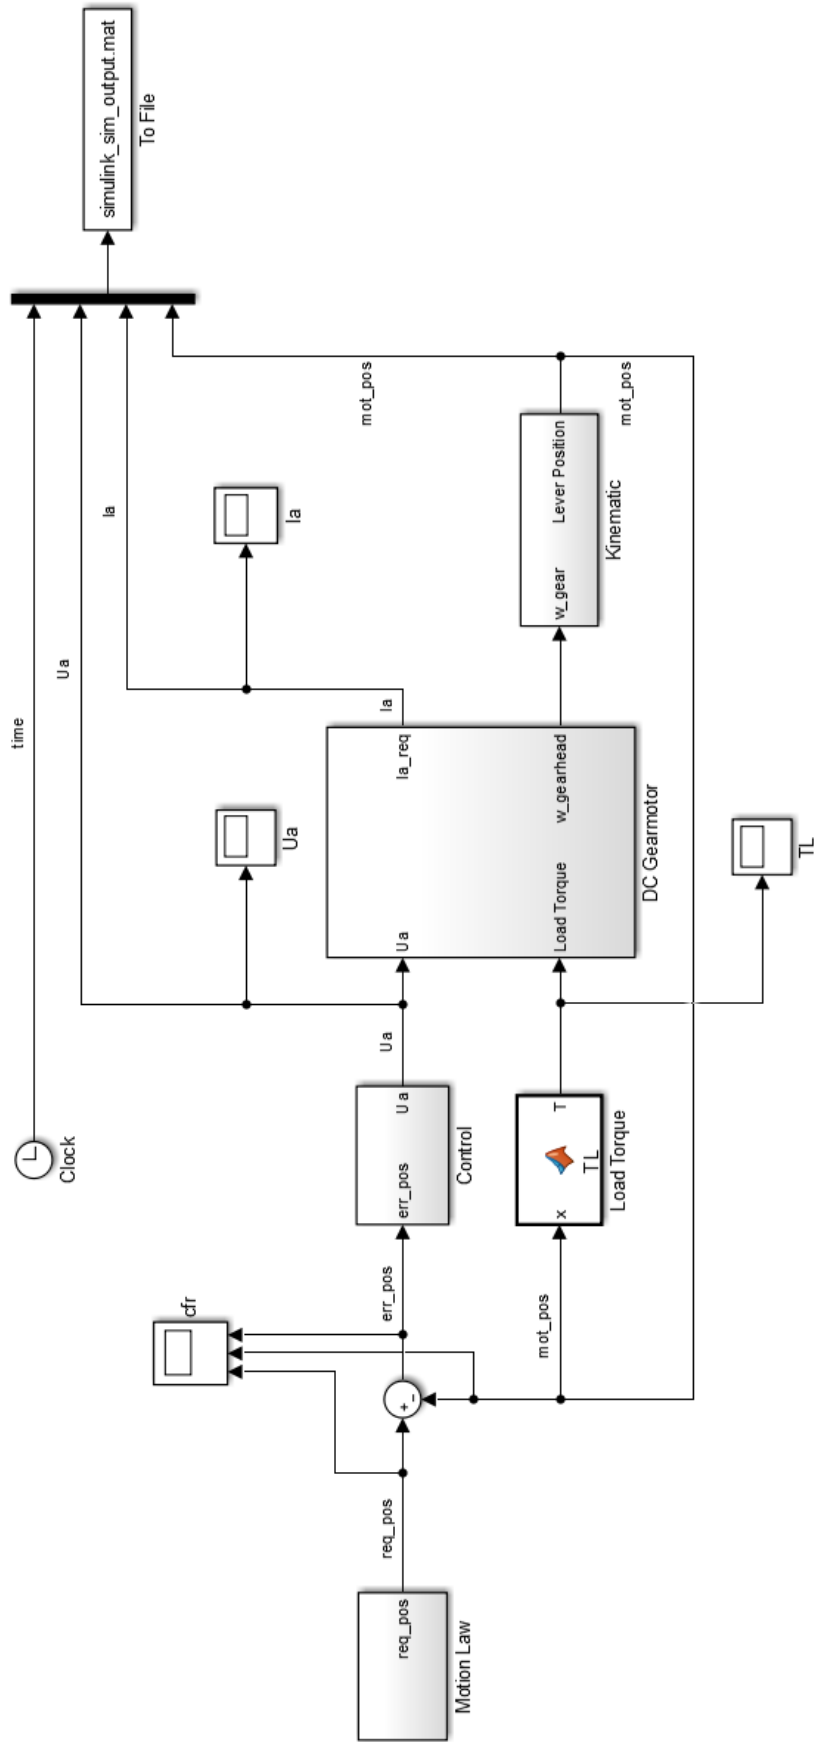 time
Clock
Ua
Ia
simulink_sim_output.mat
To File
cfr
Ua
Ia
req_pos
Motion Law
req_pos
+
-
err_pos
err_pos
Ua
Control
Ua
Ua
Ia_req
Load Torque
w_gearhead
DC Gearmotor
Ia
mot_pos
mot_pos
x
T
TL
Load Torque
w_gear
Lever Position
Kinematic
mot_pos
TL